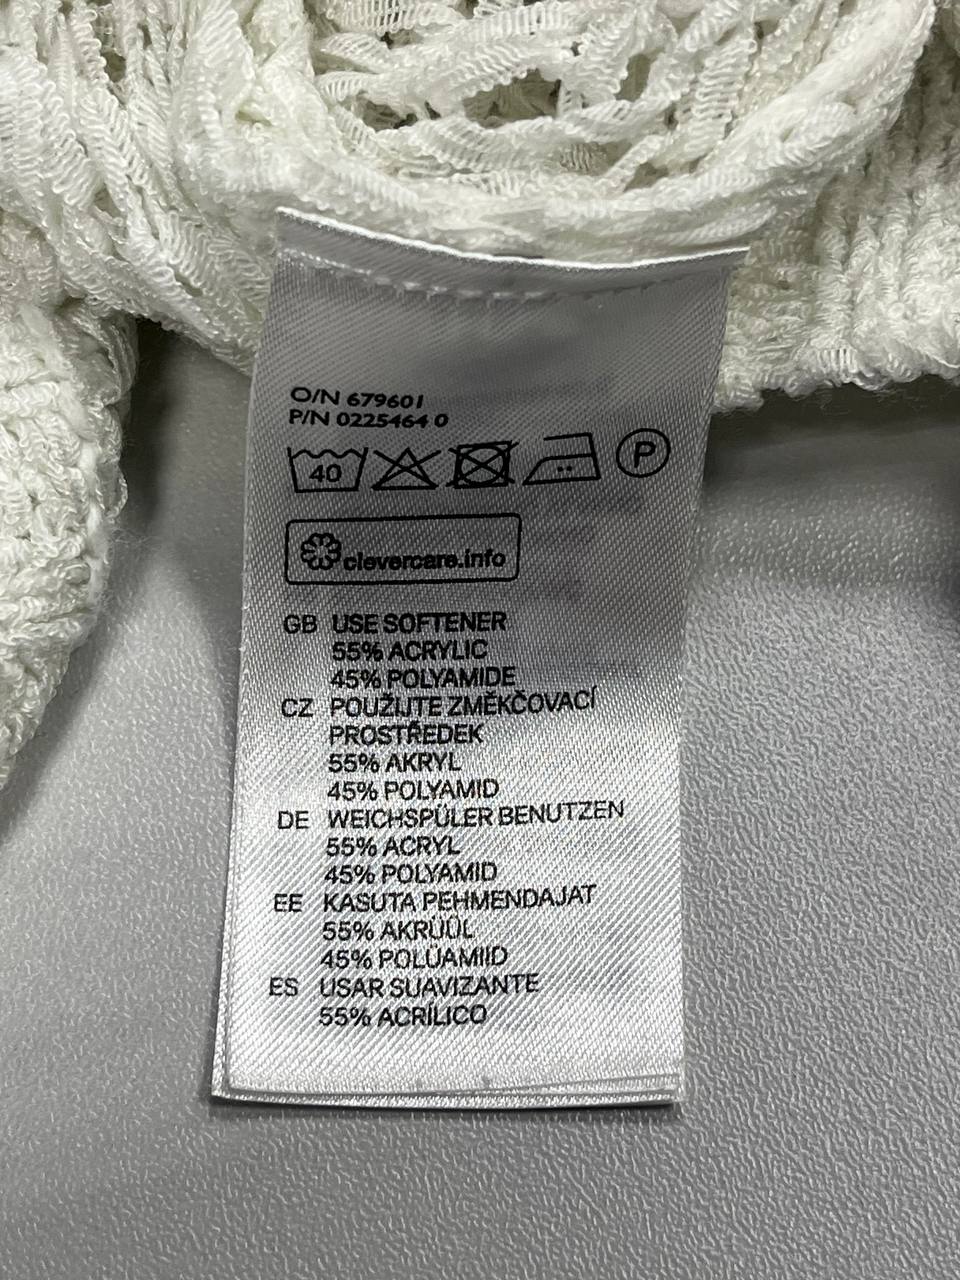 O/N 679601
P/N 0225464 0
40 P
clevercare.info
GB USE SOFTENER
55% ACRYLIC
45% POLYAMIDE
CZ POUŽIJTE ZMĚKČOVACÍ
PROSTŘEDEK
55% AKRYL
45% POLYAMID
DE WEICHSPÜLER BENUTZEN
55% ACRYL
45% POLYAMID
EE KASUTA PEHMENDAJAT
55% AKRÜÜL
45% POLÜAMIID
ES USAR SUAVIZANTE
55% ACRÍLICO